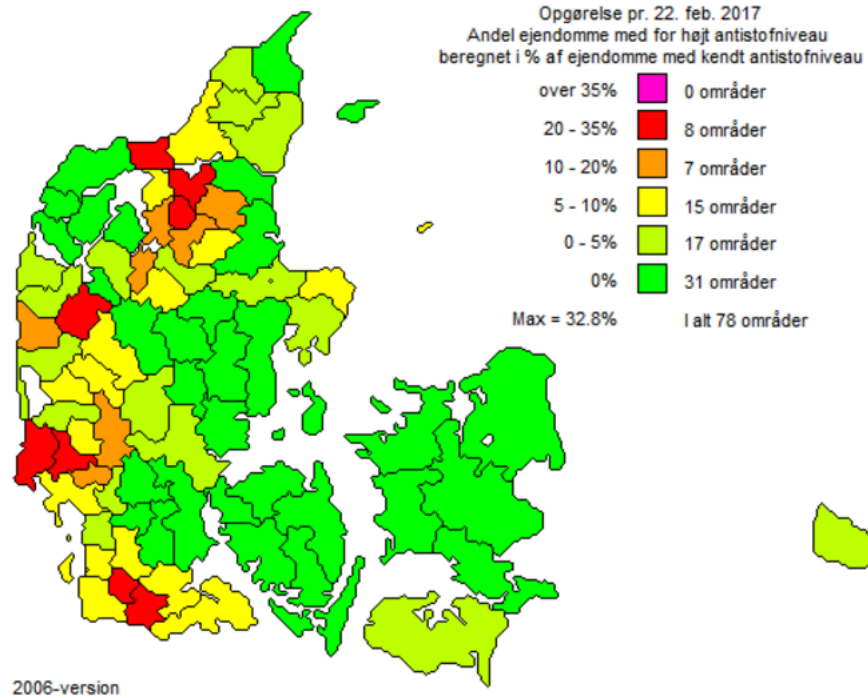 Opgørelse pr. 22. feb. 2017
Andel ejendomme med for højt antistofniveau
beregnet i % af ejendomme med kendt antistofniveau
over 35% 0 områder
20 - 35% 8 områder
10 - 20% 7 områder
5 - 10% 15 områder
0 - 5% 17 områder
0% 31 områder
Max = 32.8% I alt 78 områder
2006-version